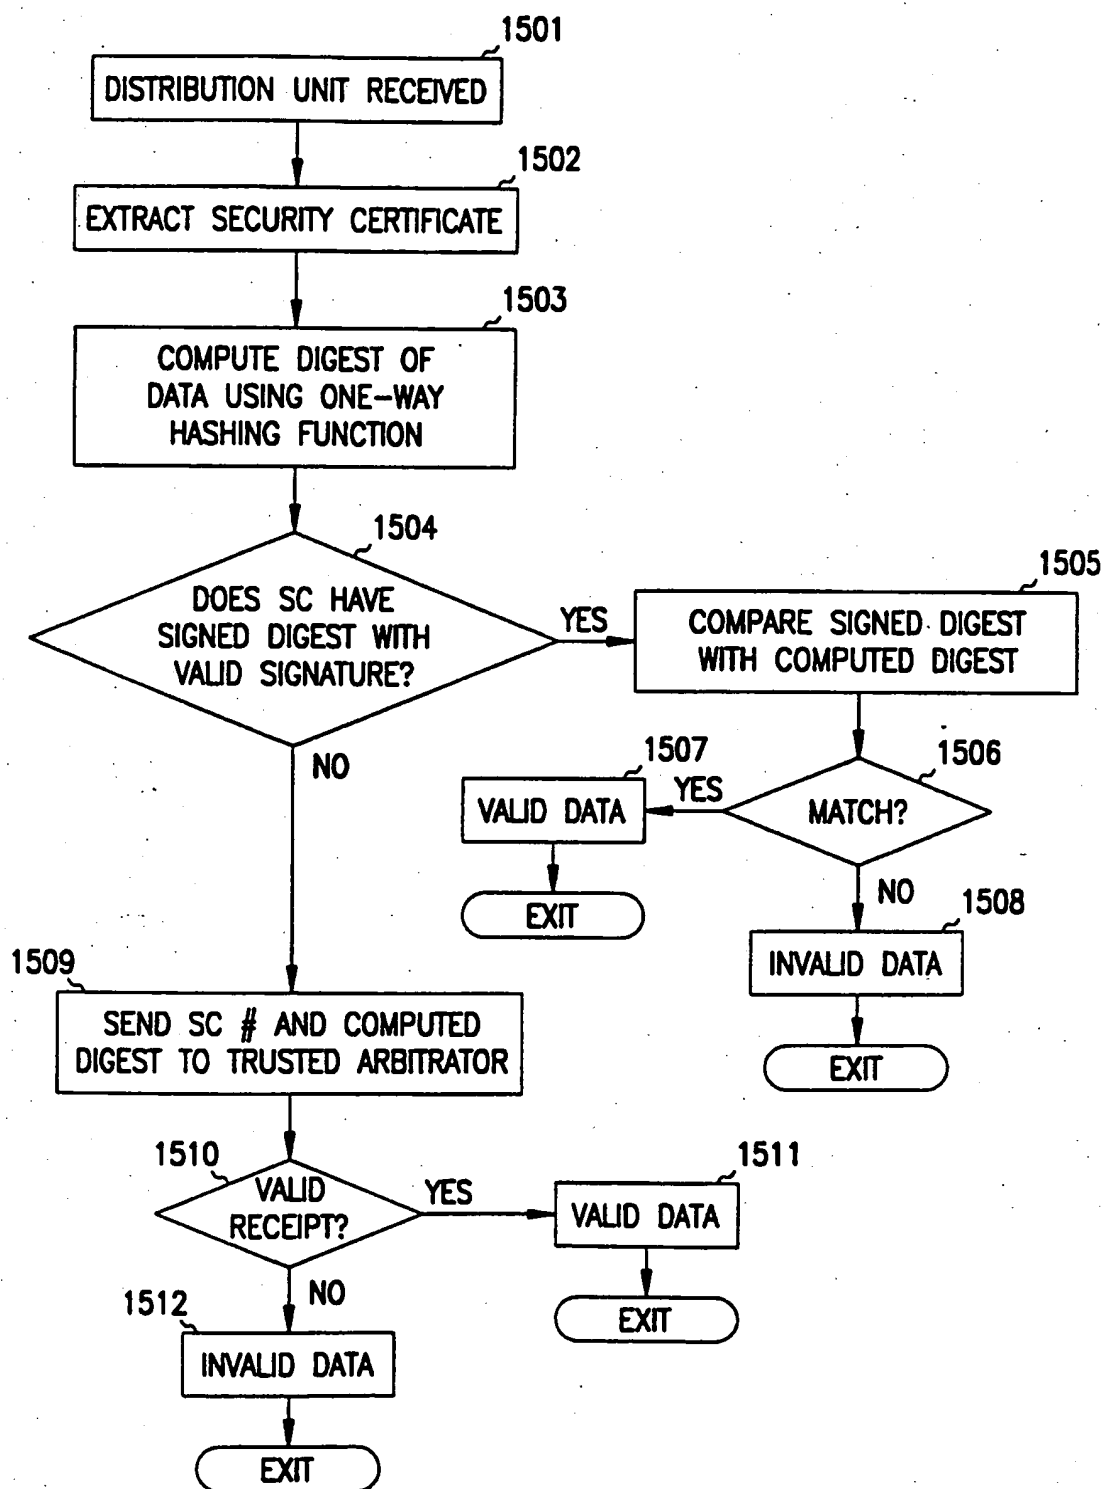 1501
DISTRIBUTION UNIT RECEIVED
1502
EXTRACT SECURITY CERTIFICATE
1503
COMPUTE DIGEST OF
DATA USING ONE-WAY
HASHING FUNCTION
1504
DOES SC HAVE
SIGNED DIGEST WITH
VALID SIGNATURE?
YES
1505
COMPARE SIGNED DIGEST
WITH COMPUTED DIGEST
NO
1506
MATCH?
YES
1507
VALID DATA
EXIT
NO
1508
INVALID DATA
EXIT
1509
SEND SC # AND COMPUTED
DIGEST TO TRUSTED ARBITRATOR
1510
VALID
RECEIPT?
YES
1511
VALID DATA
EXIT
NO
1512
INVALID DATA
EXIT